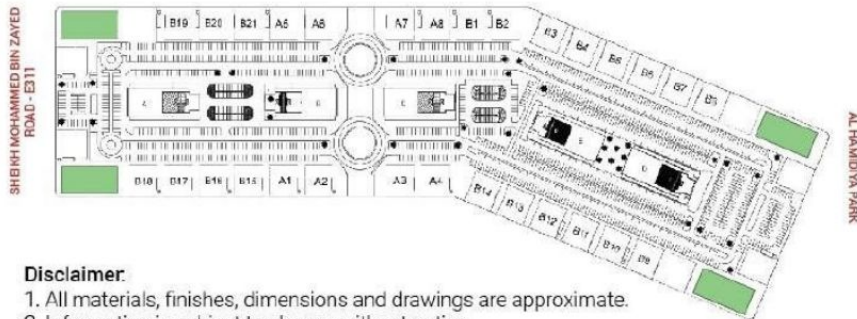 SHEIKH MOHAMMED BIN ZAYED
ROAD - E311
B19 B20 B21 A5 A6
A7 A8 B1 B2
B3 B4 B5 B6 B7
B18 B17 B16 B15 A1 A2
A3 A4
B14 B13 B12 B11 B10 B9
AL HAMIDIYA PARK
Disclaimer:
1. All materials, finishes, dimensions and drawings are approximate.